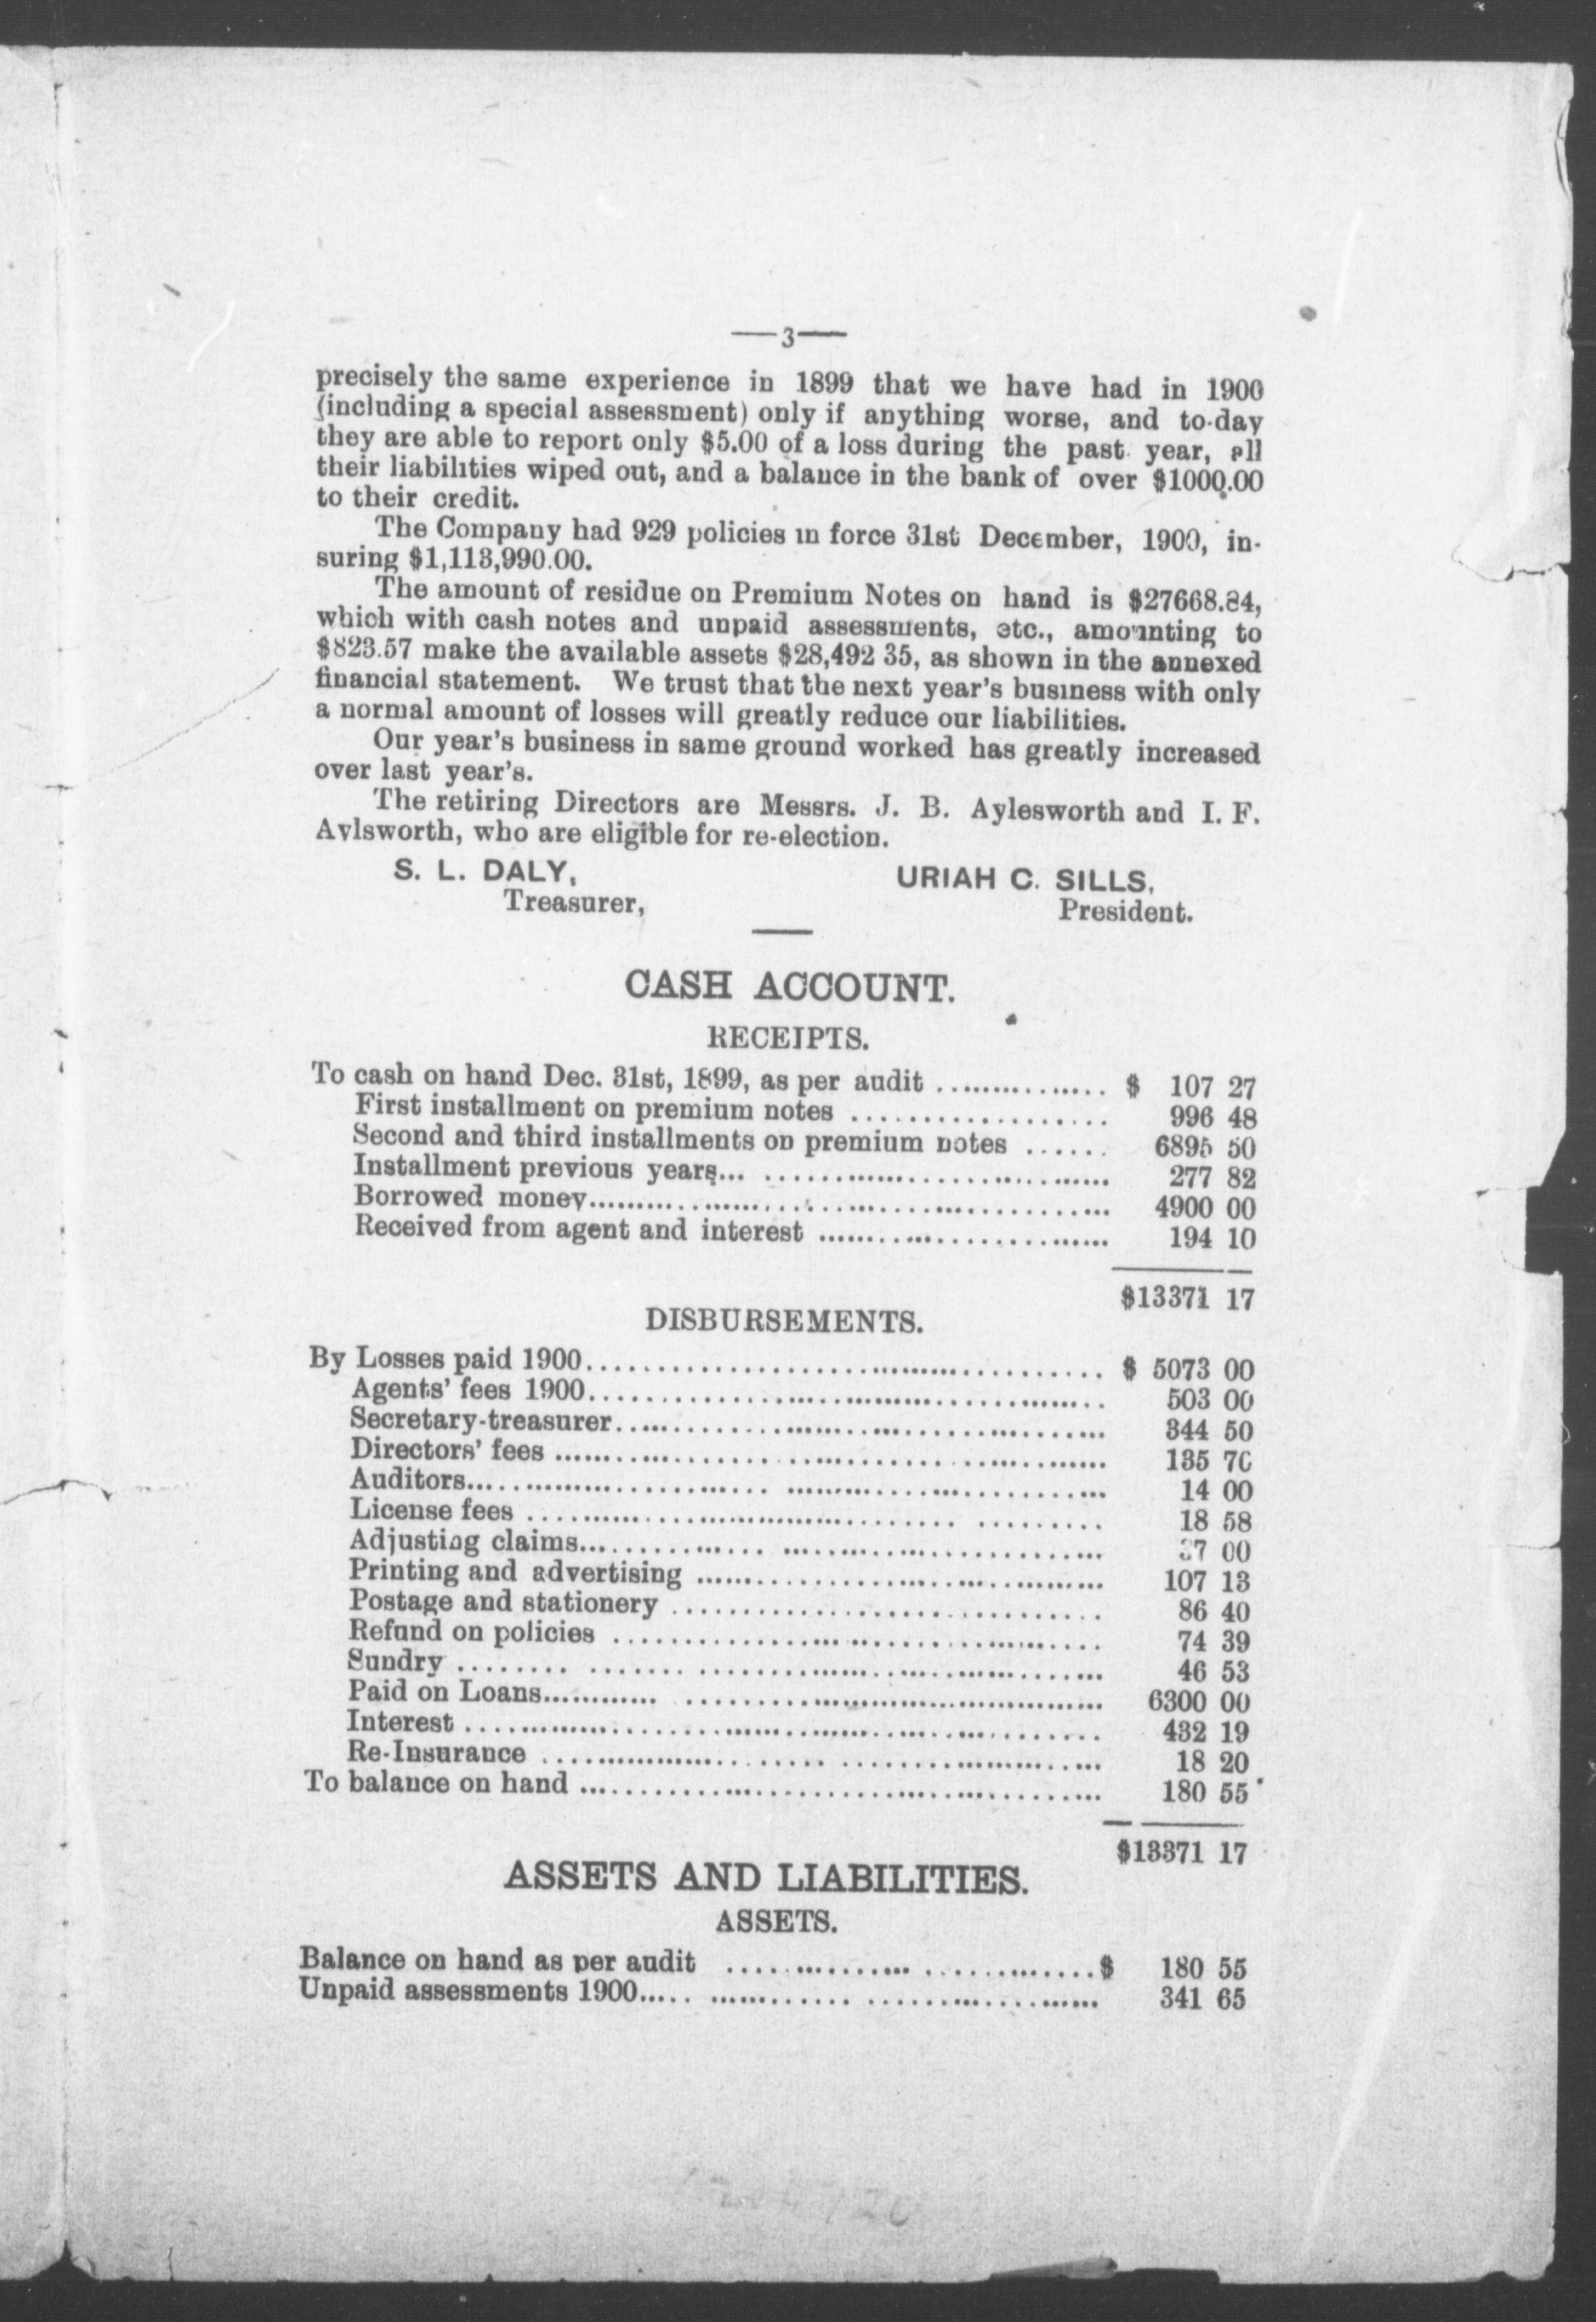 —3—
precisely the same experience in 1899 that we have had in 1900
(including a special assessment) only if anything worse, and to-day
they are able to report only $5.00 of a loss during the past year, all
their liabilities wiped out, and a balance in the bank of over $1000.00
to their credit.
The Company had 929 policies in force 31st December, 1900, in-
suring $1,113,990.00.
The amount of residue on Premium Notes on hand is $27668.84,
which with cash notes and unpaid assessments, etc., amounting to
$823.57 make the available assets $28,492 35, as shown in the annexed
financial statement. We trust that the next year's business with only
a normal amount of losses will greatly reduce our liabilities.
Our year's business in same ground worked has greatly increased
over last year's.
The retiring Directors are Messrs. J. B. Aylesworth and I. F.
Aylsworth, who are eligible for re-election.
S. L. DALY, URIAH C. SILLS,
Treasurer, President.
CASH ACCOUNT.
RECEIPTS.
To cash on hand Dec. 31st, 1899, as per audit ............... $ 107 27
First installment on premium notes .................. 996 48
Second and third installments on premium notes ...... 6895 50
Installment previous years... ........................ 277 82
Borrowed money.................................... 4900 00
Received from agent and interest ........................ 194 10
$13371 17
DISBURSEMENTS.
By Losses paid 1900.................................... $ 5073 00
Agents' fees 1900.................................... 503 00
Secretary-treasurer.................................... 344 50
Directors' fees .................................... 135 70
Auditors.................................... 14 00
License fees .................................... 18 58
Adjusting claims.................................... 37 00
Printing and advertising .............................. 107 13
Postage and stationery .............................. 86 40
Refund on policies .................................... 74 39
Sundry .................................... 46 53
Paid on Loans.................................... 6300 00
Interest .................................... 432 19
Re-Insurance .................................... 18 20
To balance on hand .................................... 180 55
$13371 17
ASSETS AND LIABILITIES.
ASSETS.
Balance on hand as per audit ........................$ 180 55
Unpaid assessments 1900.............................. 341 65